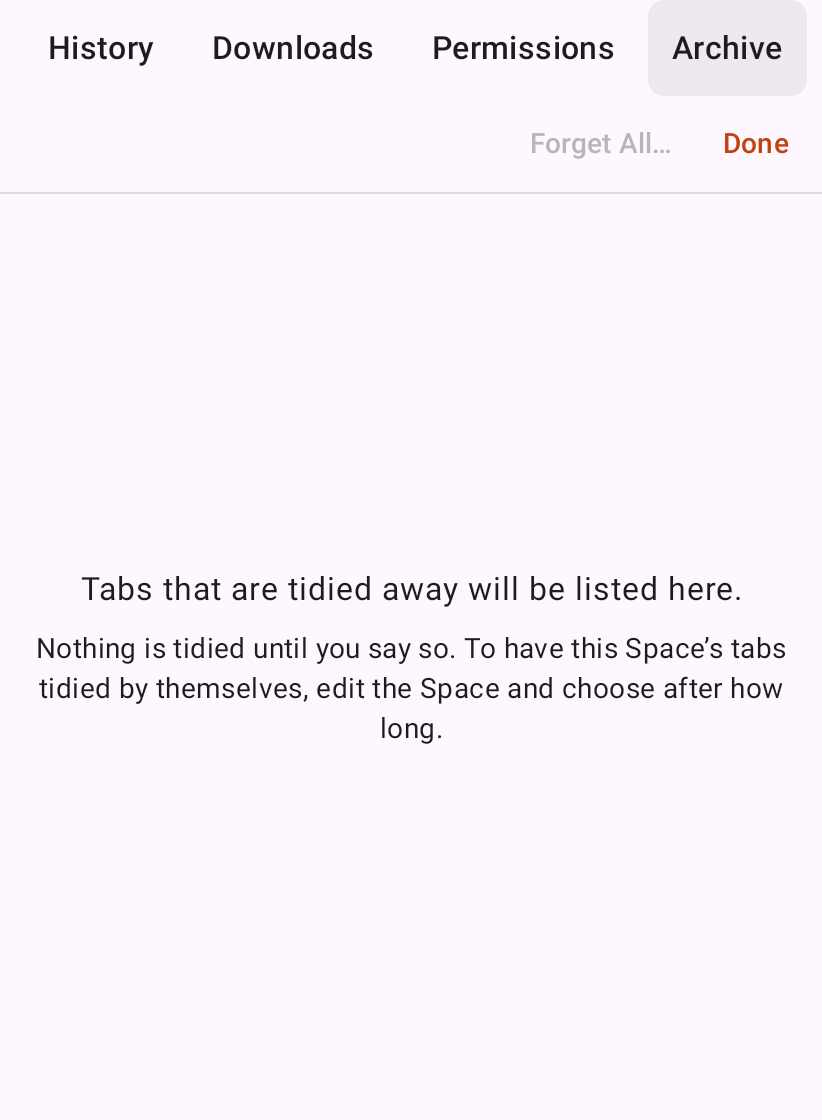 History Downloads Permissions Archive
Forget All… Done
Tabs that are tidied away will be listed here.
Nothing is tidied until you say so. To have this Space’s tabs
tidied by themselves, edit the Space and choose after how
long.